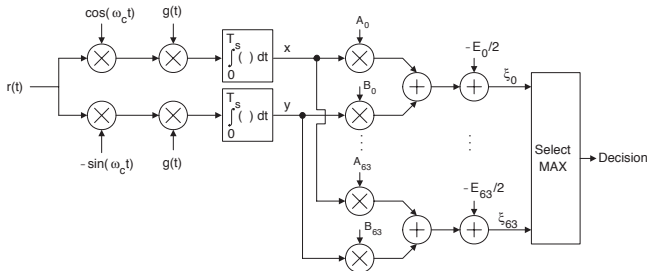 cos(ω_c t)
g(t)
T_s
∫ ( ) dt
0
x
A_0
-E_0/2
ξ_0
r(t)
B_0
T_s
∫ ( ) dt
0
y
-sin(ω_c t)
g(t)
A_63
-E_63/2
ξ_63
B_63
Select
MAX
Decision